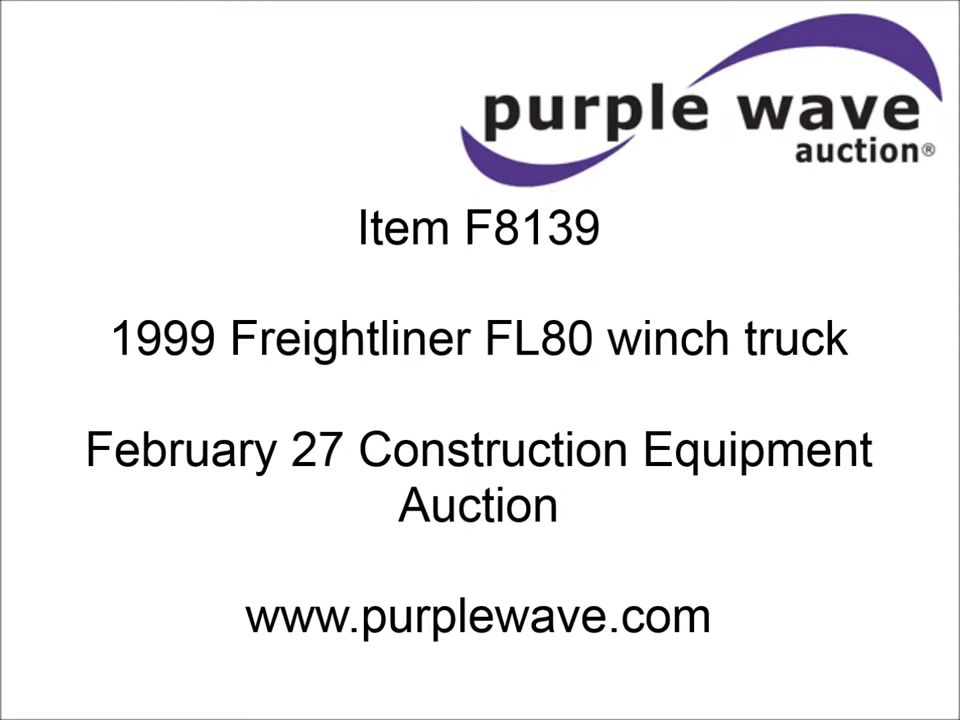 purple wave
auction®
Item F8139
1999 Freightliner FL80 winch truck
February 27 Construction Equipment
Auction
www.purplewave.com